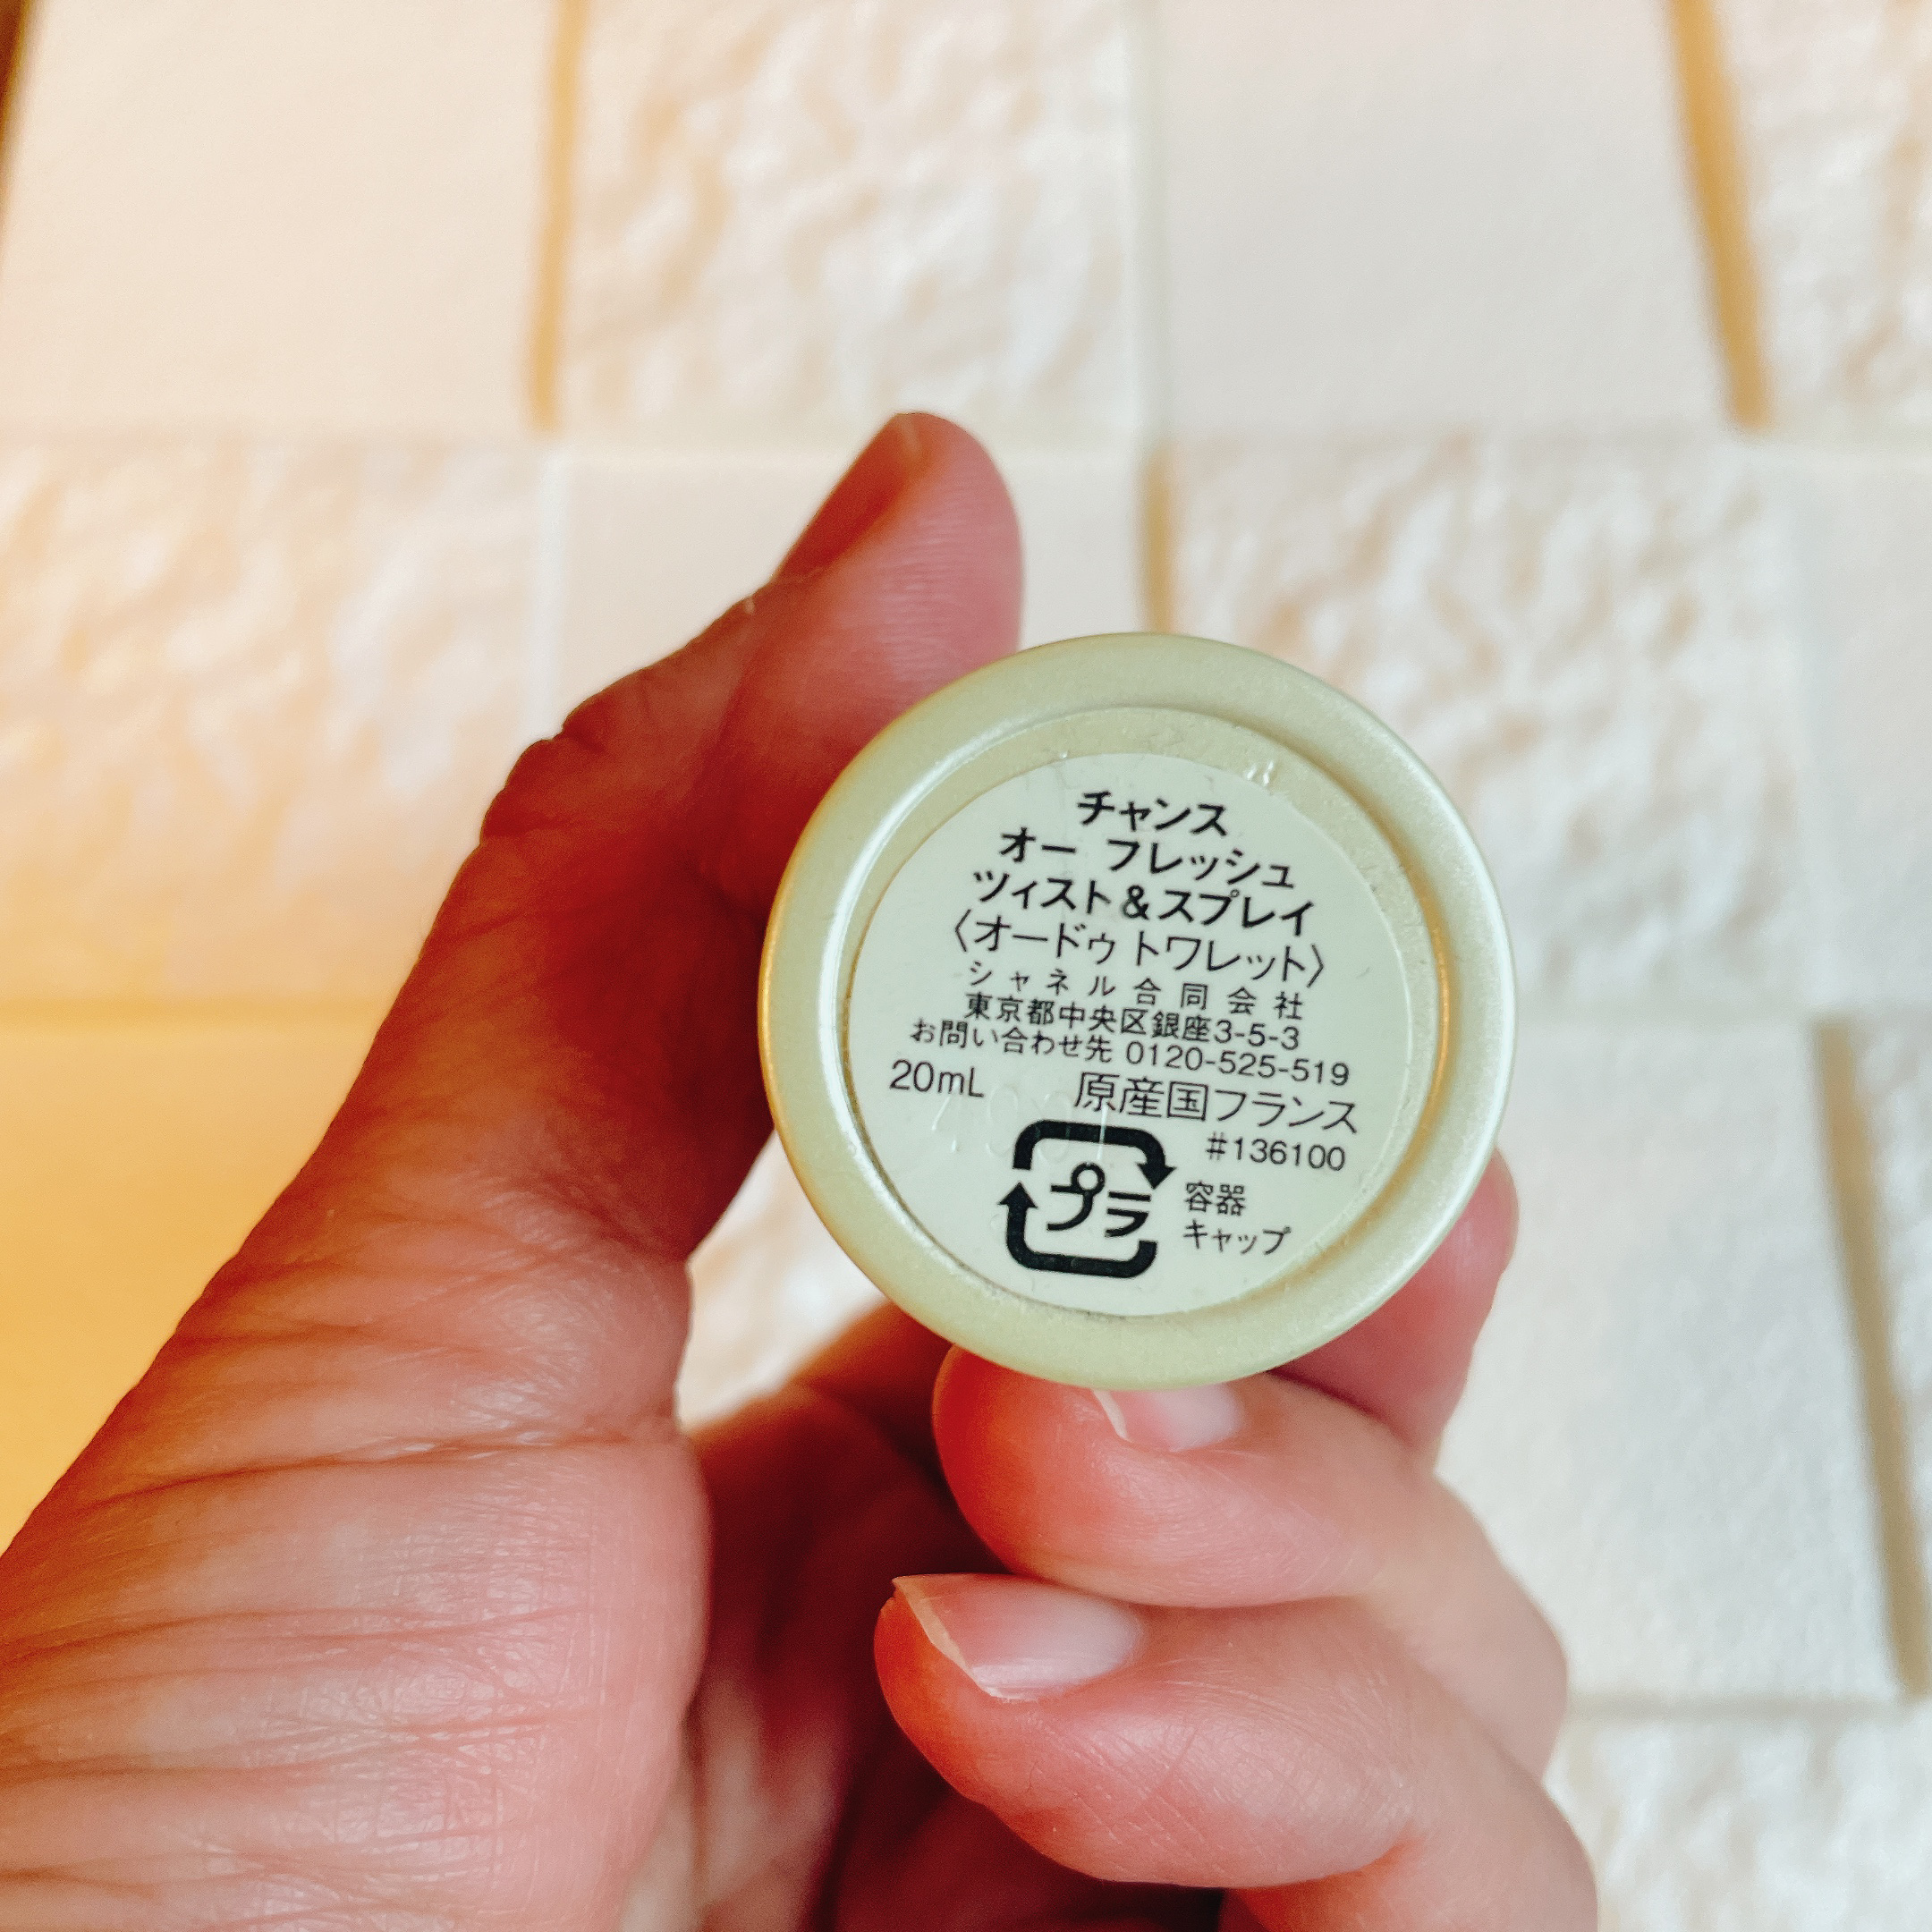 チャンス
オー フレッシュ
ツィスト&スプレイ
〈オードゥ トワレット〉
シャネル合同会社
東京都中央区銀座3-5-3
お問い合わせ先 0120-525-519
20mL 原産国フランス
#136100
プラ
容器
キャップ